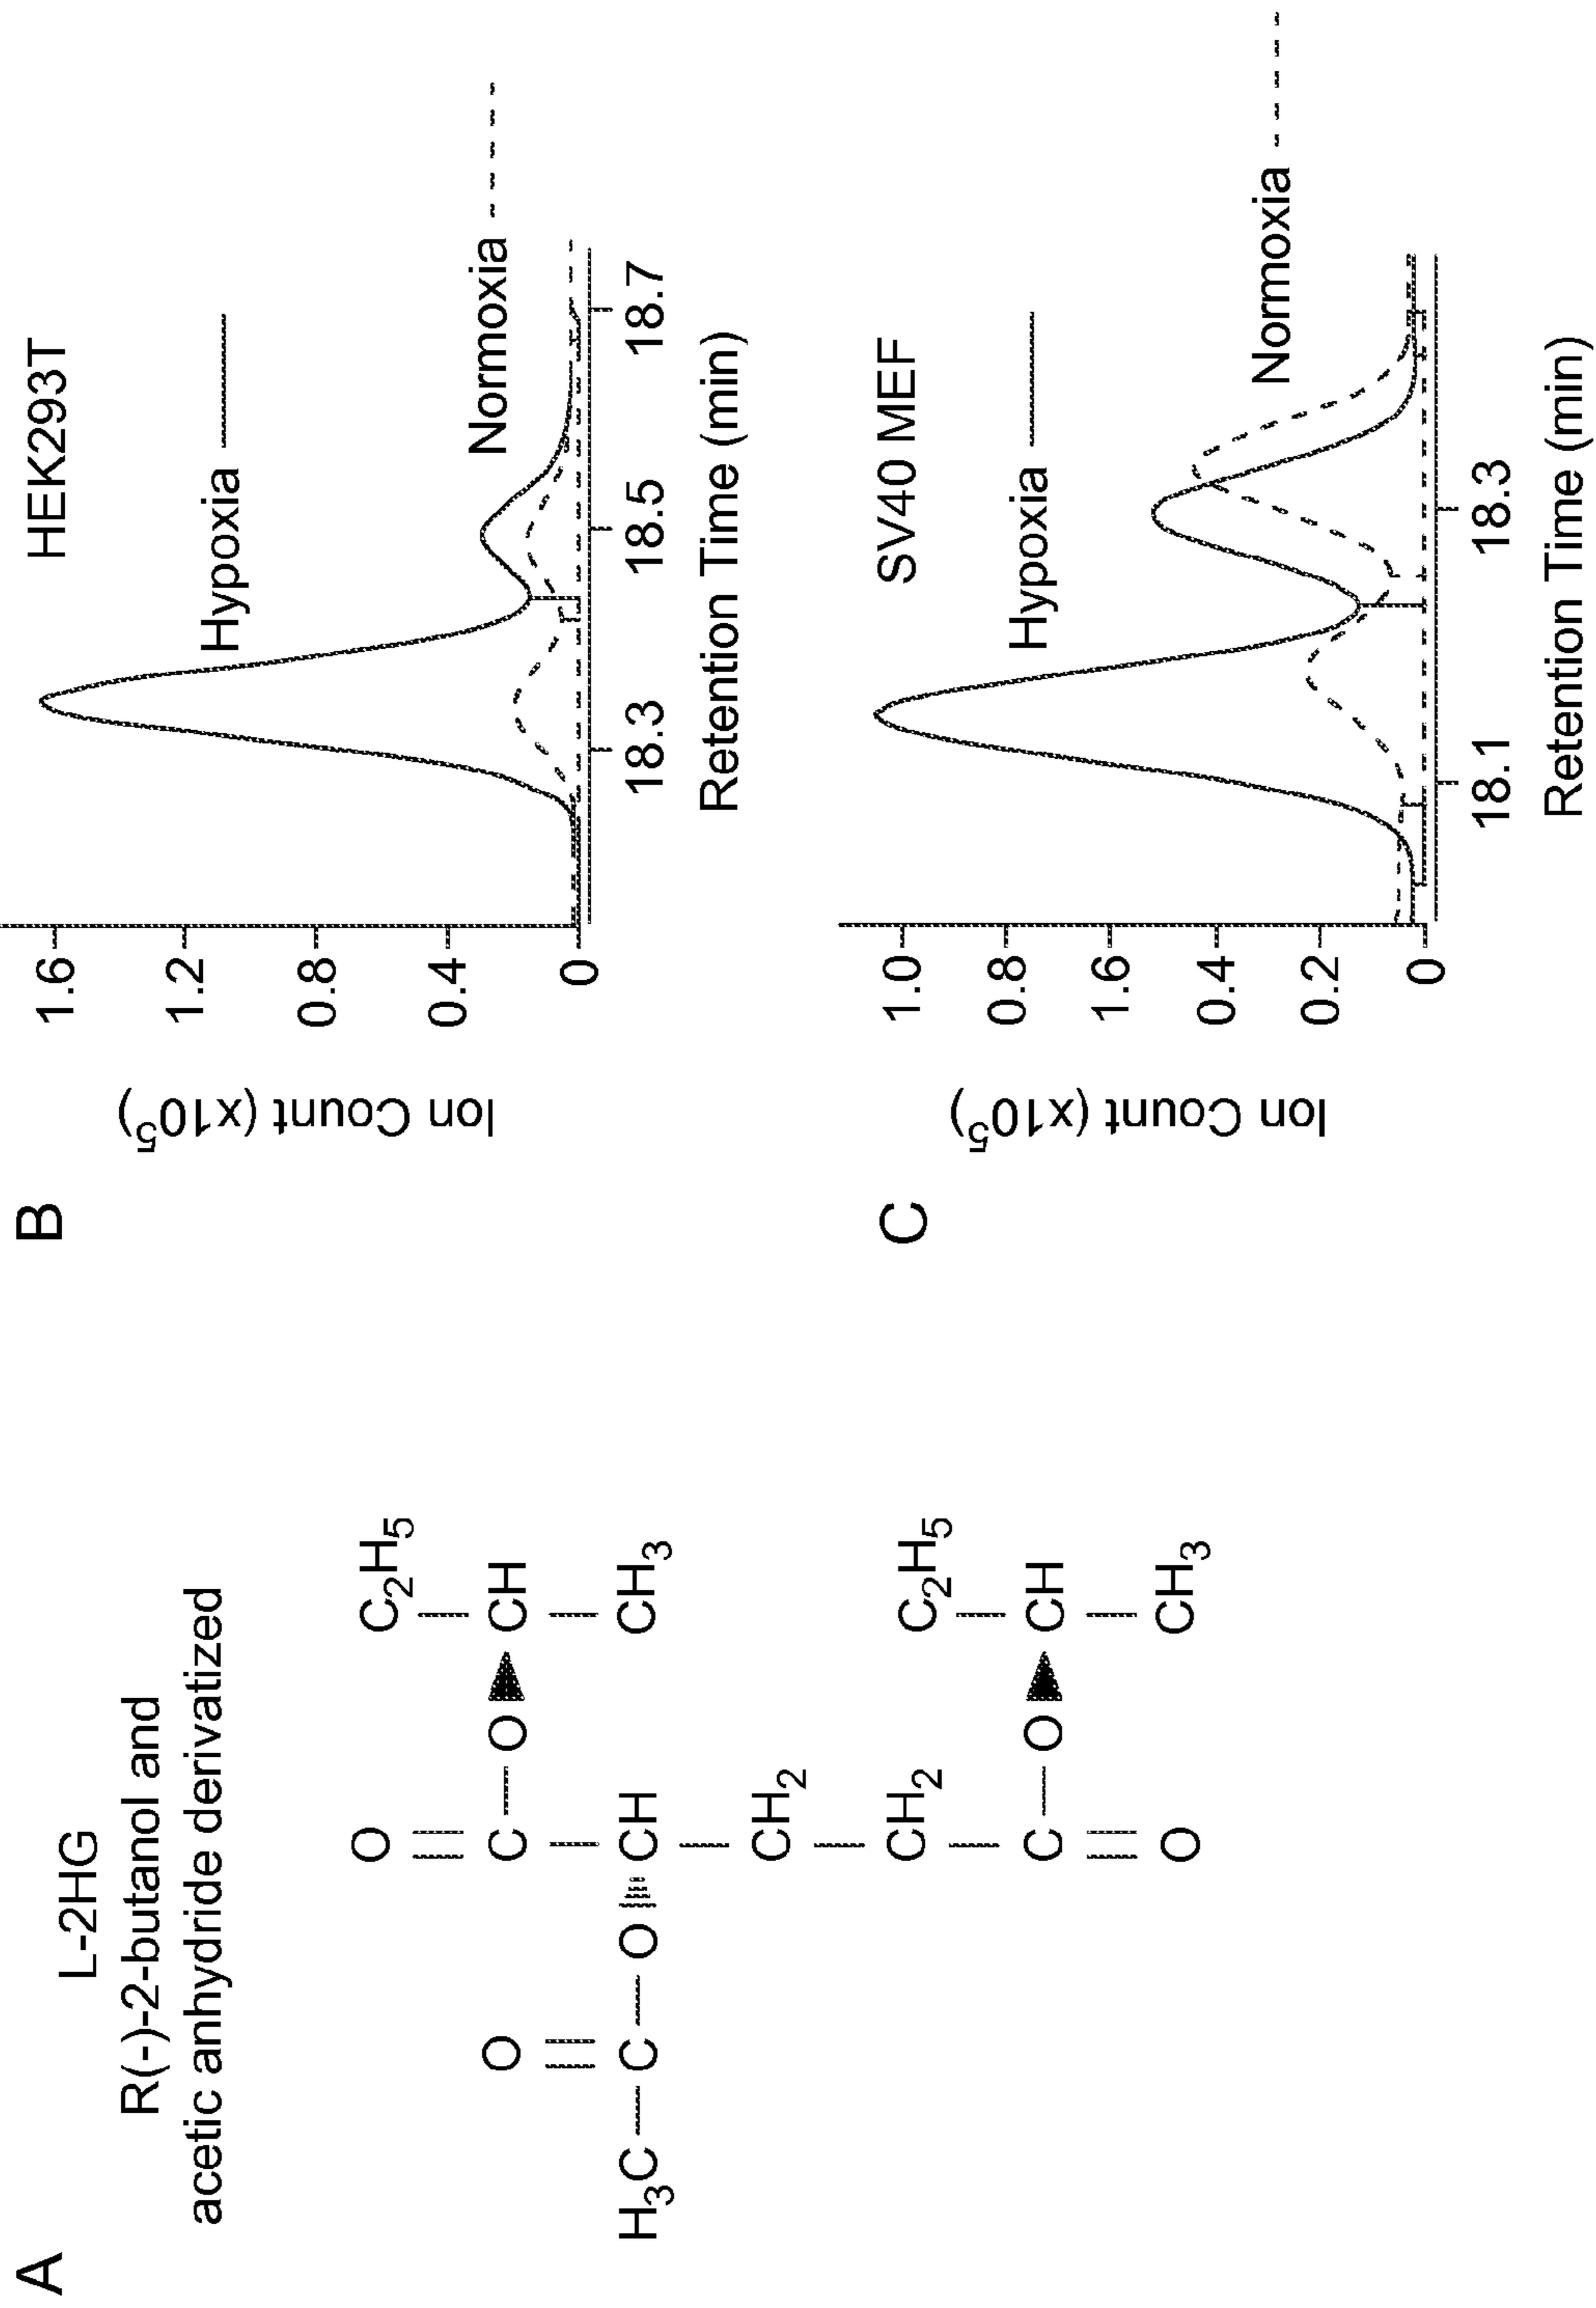 A
L-2HG
R(-)-2-butanol and
acetic anhydride derivatized
O
C2H5
C
O
CH
O
CH3
H3C
C
O
CH
CH2
CH2
C2H5
C
O
CH
O
CH3
B
HEK293T
Hypoxia
Normoxia
Ion Count (x10⁵)
1.6
1.2
0.8
0.4
0
18.3
18.5
18.7
Retention Time (min)
C
SV40 MEF
Hypoxia
Normoxia
Ion Count (x10⁵)
1.0
0.8
1.6
0.4
0.2
0
18.1
18.3
Retention Time (min)